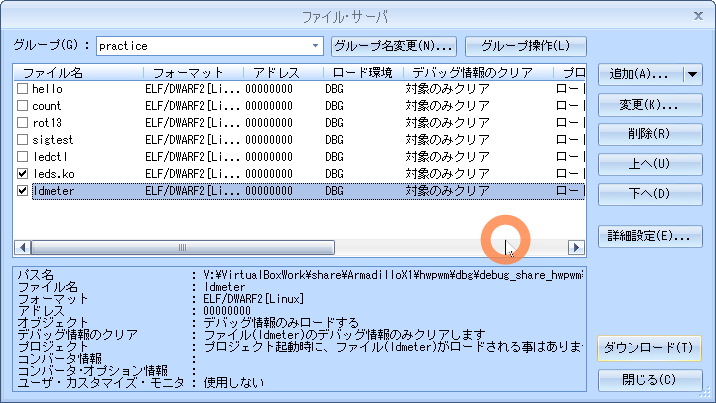 ファイル・サーバ
グループ(G) : practice グループ名変更(N)... グループ操作(L)
ファイル名 フォーマット アドレス ロード環境 デバッグ情報のクリア プロ
hello ELF/DWARF2[Li... 00000000 DBG 対象のみクリア ロード
count ELF/DWARF2[Li... 00000000 DBG 対象のみクリア ロード
rot13 ELF/DWARF2[Li... 00000000 DBG 対象のみクリア ロード
sigtest ELF/DWARF2[Li... 00000000 DBG 対象のみクリア ロード
ledctl ELF/DWARF2[Li... 00000000 DBG 対象のみクリア ロード
leds.ko ELF/DWARF2[Li... 00000000 DBG 対象のみクリア ロード
ldmeter ELF/DWARF2[Li... 00000000 DBG 対象のみクリア ロード
追加(A)...
変更(K)...
削除(R)
上へ(U)
下へ(D)
詳細設定(E)...
パス名 : V:¥VirtualBoxWork¥share¥ArmadilloX1¥hwpwm¥dbg¥debug_share_hwpwm
ファイル名 : ldmeter
フォーマット : ELF/DWARF2[Linux]
アドレス : 00000000
オブジェクト : デバッグ情報のみロードする
デバッグ情報のクリア : ファイル(ldmeter)のデバッグ情報のみクリアします
プロジェクト : プロジェクト起動時に、ファイル(ldmeter)がロードされる事はありま
コンバータ情報 :
コンバータ・オプション情報 :
ユーザ・カスタマイズ・モニタ : 使用しない
ダウンロード(T)
閉じる(C)